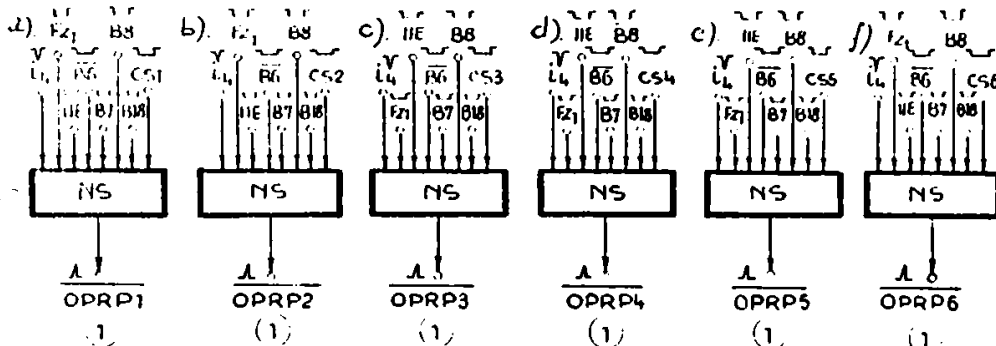 a). FZ1 B8 b). FZ1 B8 c). IIE B8 d). IIE B8 e). IIE B8 f) FZ1 B8
i4 B6 CS1 i4 B6 CS2 i4 B6 CS3 i4 B6 CS4 i4 B6 CS5 i4 B6 CS6
IIE B7 B18 IIE B7 B18 FZ1 B7 B18 FZ1 B7 B18 FZ1 B7 B18 IIE B7 B18
NS NS NS NS NS NS
OPRP1 OPRP2 OPRP3 OPRP4 OPRP5 OPRP6
(1) (1) (1) (1) (1) (1)